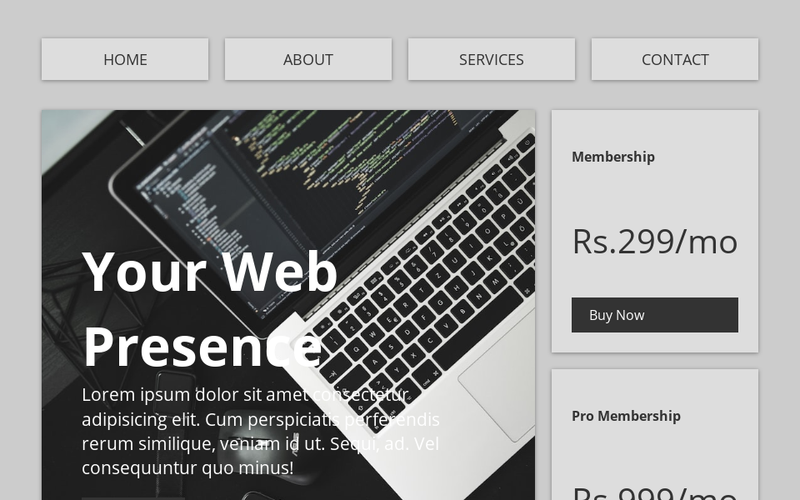 HOME
ABOUT
SERVICES
CONTACT
Your Web
Presence
Lorem ipsum dolor sit amet consectetur
adipisicing elit. Cum perspiciatis perferendis
rerum similique, veniam id ut. Sequi, ad. Vel
consequuntur quo minus!
Membership
Rs.299/mo
Buy Now
Pro Membership
Rs.999/mo